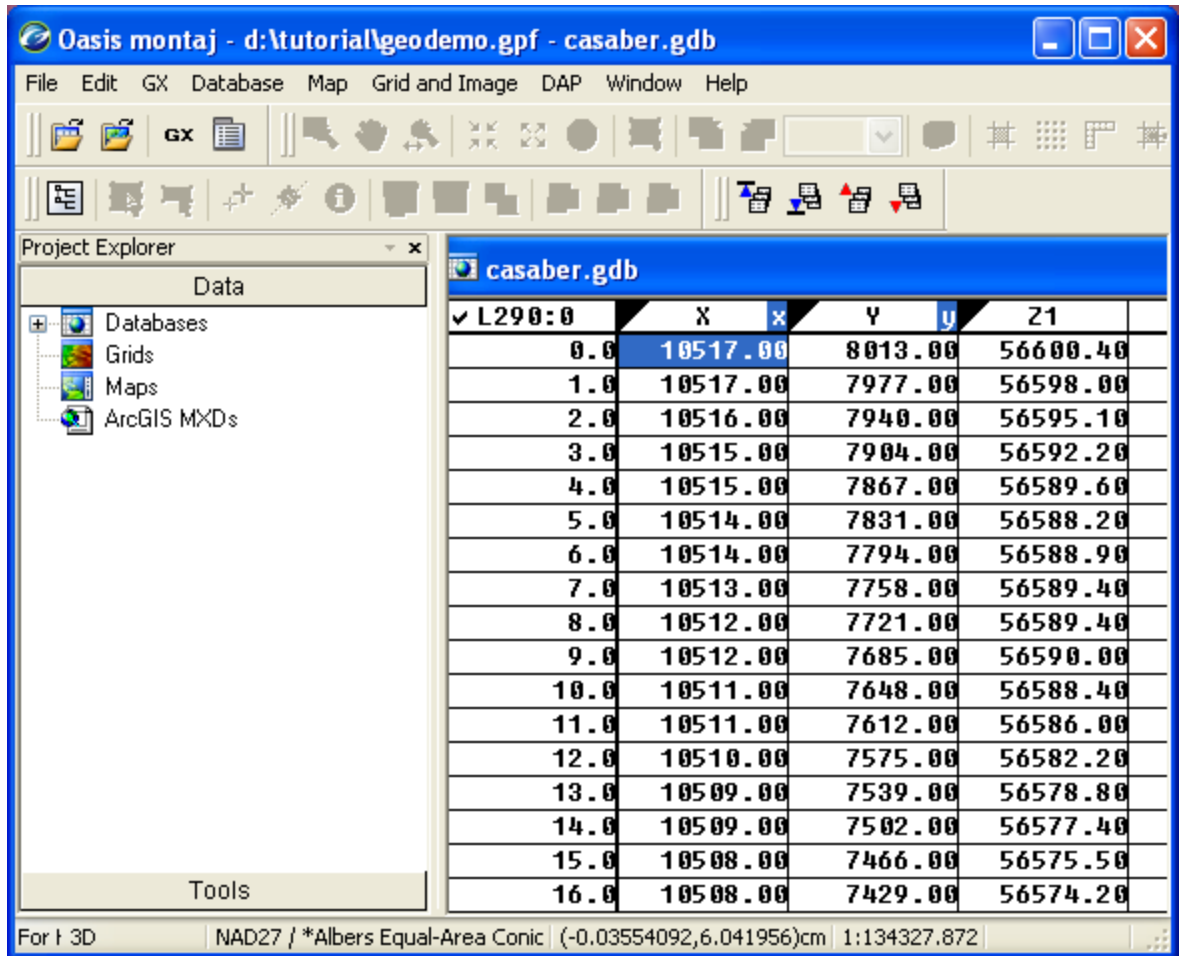 Oasis montaj - d:\tutorial\geodemo.gpf - casaber.gdb
File Edit GX Database Map Grid and Image DAP Window Help
GX
Project Explorer
Data
Databases
Grids
Maps
ArcGIS MXDs
Tools
casaber.gdb
L290:0 X x Y y Z1
0.0 10517.00 8013.00 56600.40
1.0 10517.00 7977.00 56598.00
2.0 10516.00 7940.00 56595.10
3.0 10515.00 7904.00 56592.20
4.0 10515.00 7867.00 56589.60
5.0 10514.00 7831.00 56588.20
6.0 10514.00 7794.00 56588.90
7.0 10513.00 7758.00 56589.40
8.0 10512.00 7721.00 56589.40
9.0 10512.00 7685.00 56590.00
10.0 10511.00 7648.00 56588.40
11.0 10511.00 7612.00 56586.00
12.0 10510.00 7575.00 56582.20
13.0 10509.00 7539.00 56578.80
14.0 10509.00 7502.00 56577.40
15.0 10508.00 7466.00 56575.50
16.0 10508.00 7429.00 56574.20
For 3D NAD27 / *Albers Equal-Area Conic (-0.03554092,6.041956)cm 1:134327.872